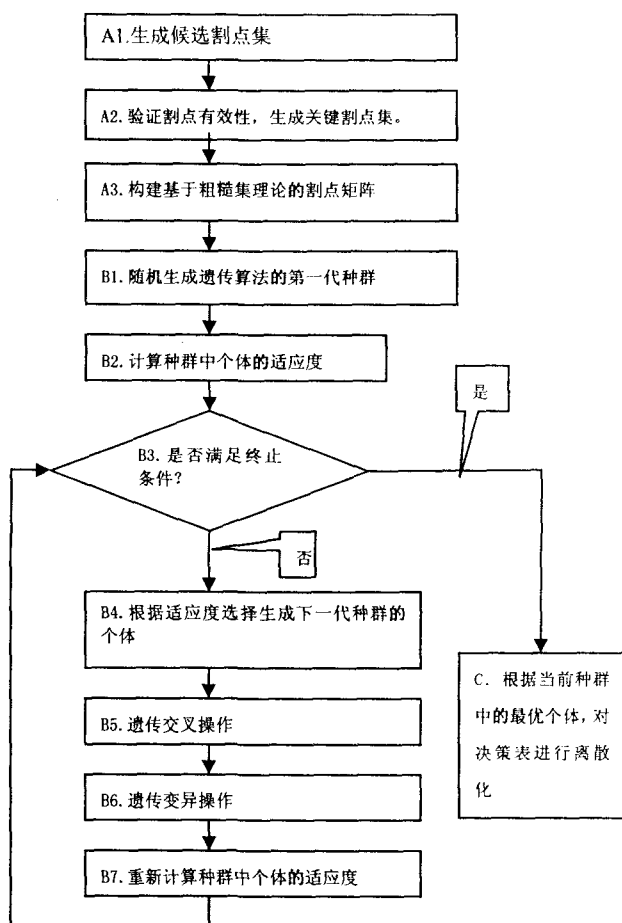 A1.生成候选割点集
A2.验证割点有效性，生成关键割点集。
A3.构建基于粗糙集理论的割点矩阵
B1.随机生成遗传算法的第一代种群
B2.计算种群中个体的适应度
是
B3.是否满足终止
条件？
否
B4.根据适应度选择生成下一代种群的
个体
B5.遗传交叉操作
B6.遗传变异操作
B7.重新计算种群中个体的适应度
C. 根据当前种群
中的最优个体，对
决策表进行离散
化